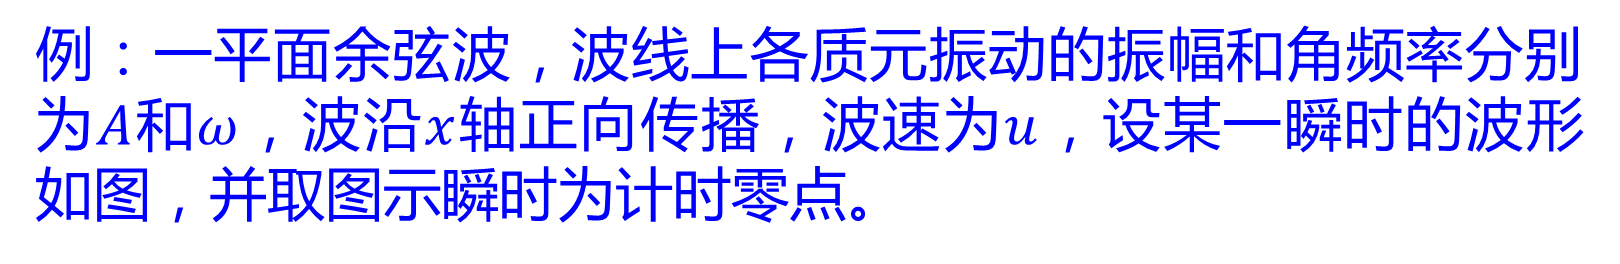 例：一平面余弦波，波线上各质元振动的振幅和角频率分别
为A和ω，波沿x轴正向传播，波速为u，设某一瞬时的波形
如图，并取图示瞬时为计时零点。